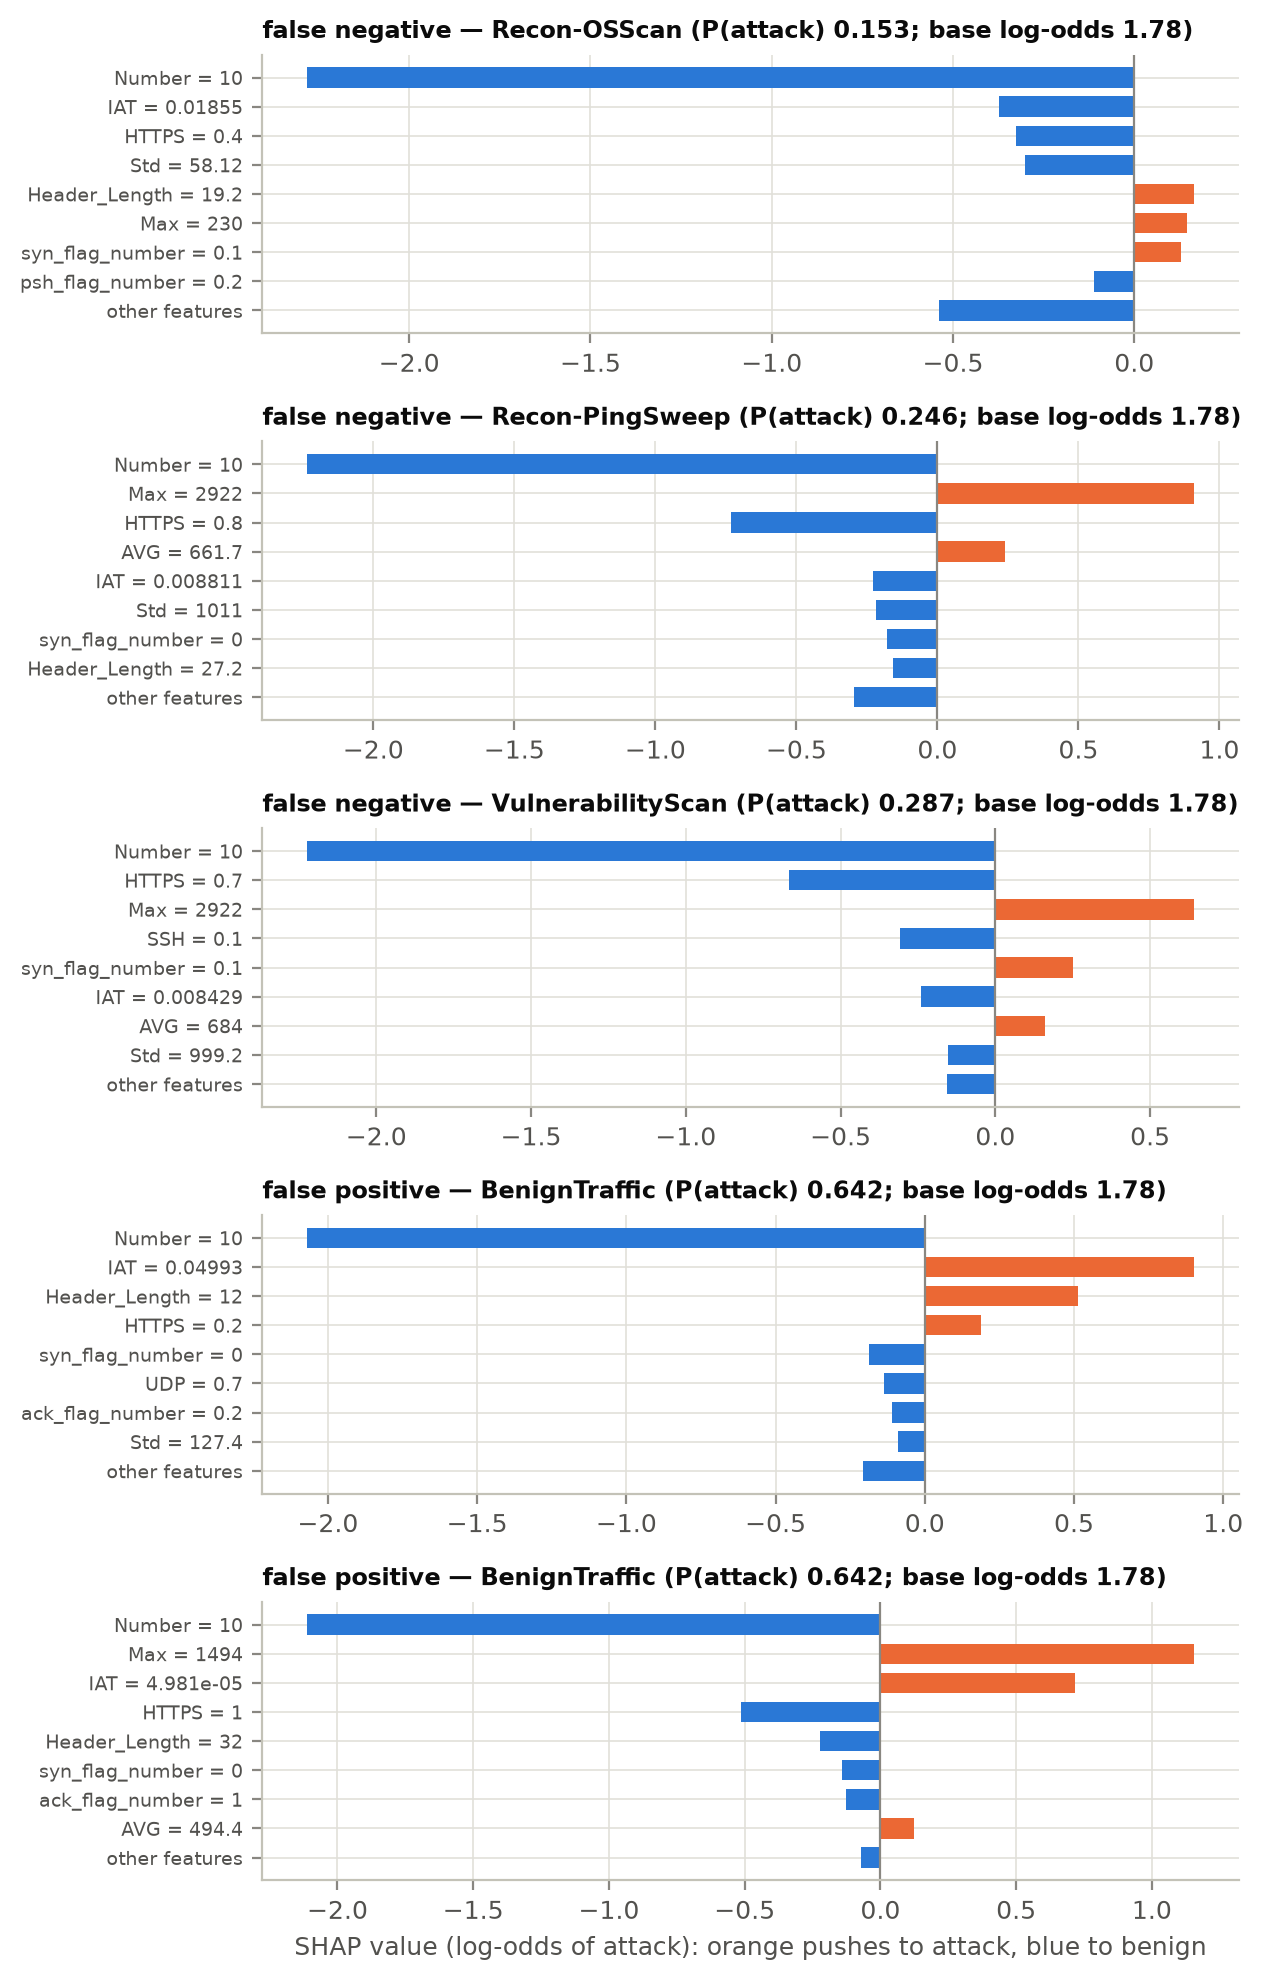 false negative — Recon-OSScan (P(attack) 0.153; base log-odds 1.78)
Number = 10
IAT = 0.01855
HTTPS = 0.4
Std = 58.12
Header_Length = 19.2
Max = 230
syn_flag_number = 0.1
psh_flag_number = 0.2
other features
−2.0 −1.5 −1.0 −0.5 0.0
false negative — Recon-PingSweep (P(attack) 0.246; base log-odds 1.78)
Number = 10
Max = 2922
HTTPS = 0.8
AVG = 661.7
IAT = 0.008811
Std = 1011
syn_flag_number = 0
Header_Length = 27.2
other features
−2.0 −1.5 −1.0 −0.5 0.0 0.5 1.0
false negative — VulnerabilityScan (P(attack) 0.287; base log-odds 1.78)
Number = 10
HTTPS = 0.7
Max = 2922
SSH = 0.1
syn_flag_number = 0.1
IAT = 0.008429
AVG = 684
Std = 999.2
other features
−2.0 −1.5 −1.0 −0.5 0.0 0.5
false positive — BenignTraffic (P(attack) 0.642; base log-odds 1.78)
Number = 10
IAT = 0.04993
Header_Length = 12
HTTPS = 0.2
syn_flag_number = 0
UDP = 0.7
ack_flag_number = 0.2
Std = 127.4
other features
−2.0 −1.5 −1.0 −0.5 0.0 0.5 1.0
false positive — BenignTraffic (P(attack) 0.642; base log-odds 1.78)
Number = 10
Max = 1494
IAT = 4.981e-05
HTTPS = 1
Header_Length = 32
syn_flag_number = 0
ack_flag_number = 1
AVG = 494.4
other features
−2.0 −1.5 −1.0 −0.5 0.0 0.5 1.0
SHAP value (log-odds of attack): orange pushes to attack, blue to benign